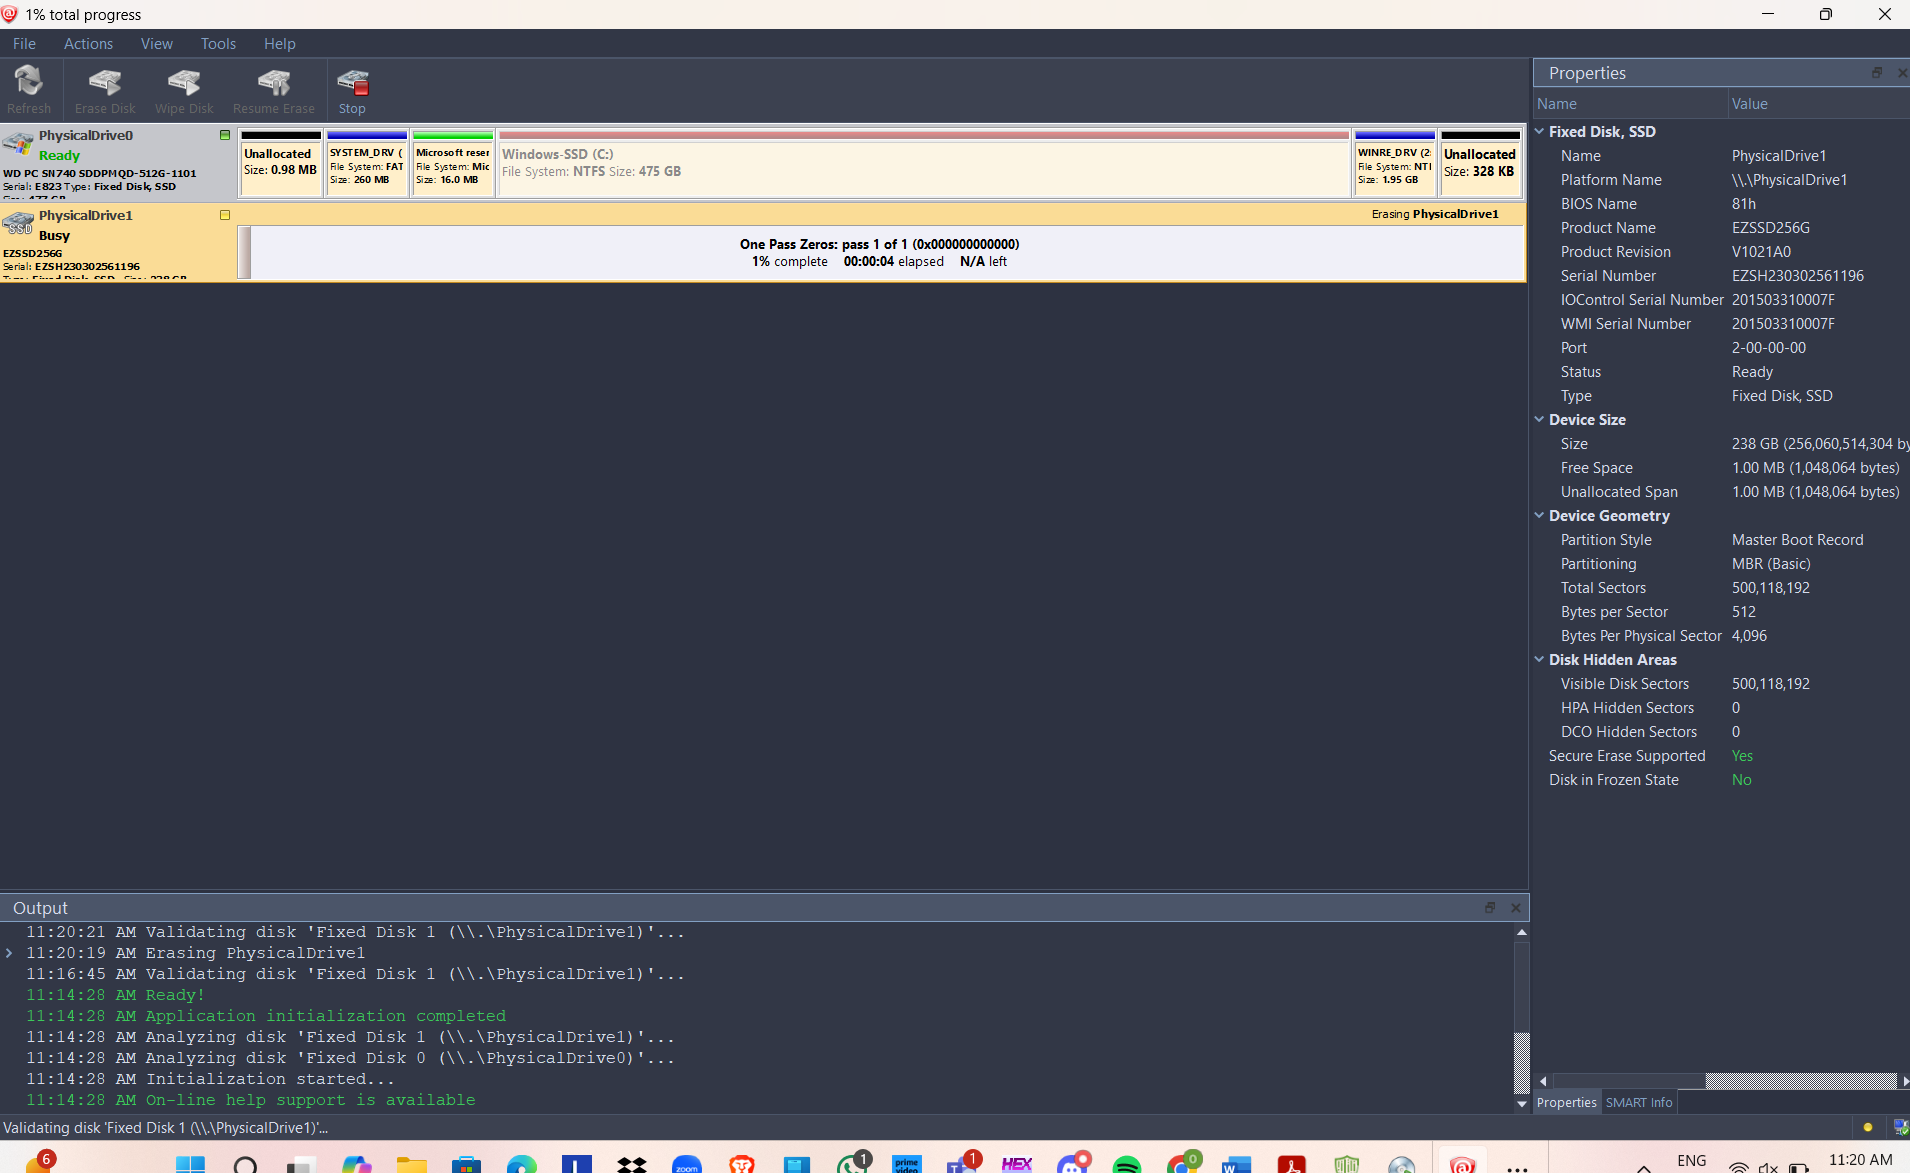 1% total progress
File Actions View Tools Help
Refresh Erase Disk Wipe Disk Resume Erase Stop
PhysicalDrive0
Ready
WD PC SN740 SDDPMQD-512G-1101
Serial: E823 Type: Fixed Disk, SSD
Unallocated
Size: 0.98 MB
SYSTEM_DRV (
File System: FAT
Size: 260 MB
Microsoft reser
File System: Mic
Size: 16.0 MB
Windows-SSD (C:)
File System: NTFS Size: 475 GB
WINRE_DRV (2:
File System: NTI
Size: 1.95 GB
Unallocated
Size: 328 KB
PhysicalDrive1
Busy
EZSSD256G
Serial: EZSH230302561196
SSD
Erasing PhysicalDrive1
One Pass Zeros: pass 1 of 1 (0x000000000000)
1% complete 00:00:04 elapsed N/A left
Properties
Name Value
Fixed Disk, SSD
Name PhysicalDrive1
Platform Name \\.\PhysicalDrive1
BIOS Name 81h
Product Name EZSSD256G
Product Revision V1021A0
Serial Number EZSH230302561196
IOControl Serial Number 201503310007F
WMI Serial Number 201503310007F
Port 2-00-00-00
Status Ready
Type Fixed Disk, SSD
Device Size
Size 238 GB (256,060,514,304 by
Free Space 1.00 MB (1,048,064 bytes)
Unallocated Span 1.00 MB (1,048,064 bytes)
Device Geometry
Partition Style Master Boot Record
Partitioning MBR (Basic)
Total Sectors 500,118,192
Bytes per Sector 512
Bytes Per Physical Sector 4,096
Disk Hidden Areas
Visible Disk Sectors 500,118,192
HPA Hidden Sectors 0
DCO Hidden Sectors 0
Secure Erase Supported Yes
Disk in Frozen State No
Properties SMART Info
Output
11:20:21 AM Validating disk 'Fixed Disk 1 (\\.\PhysicalDrive1)'...
11:20:19 AM Erasing PhysicalDrive1
11:16:45 AM Validating disk 'Fixed Disk 1 (\\.\PhysicalDrive1)'...
11:14:28 AM Ready!
11:14:28 AM Application initialization completed
11:14:28 AM Analyzing disk 'Fixed Disk 1 (\\.\PhysicalDrive1)'...
11:14:28 AM Analyzing disk 'Fixed Disk 0 (\\.\PhysicalDrive0)'...
11:14:28 AM Initialization started...
11:14:28 AM On-line help support is available
Validating disk 'Fixed Disk 1 (\\.\PhysicalDrive1)'...
6 zoom 1 prime video 1 HEX 0 ENG 11:20 AM